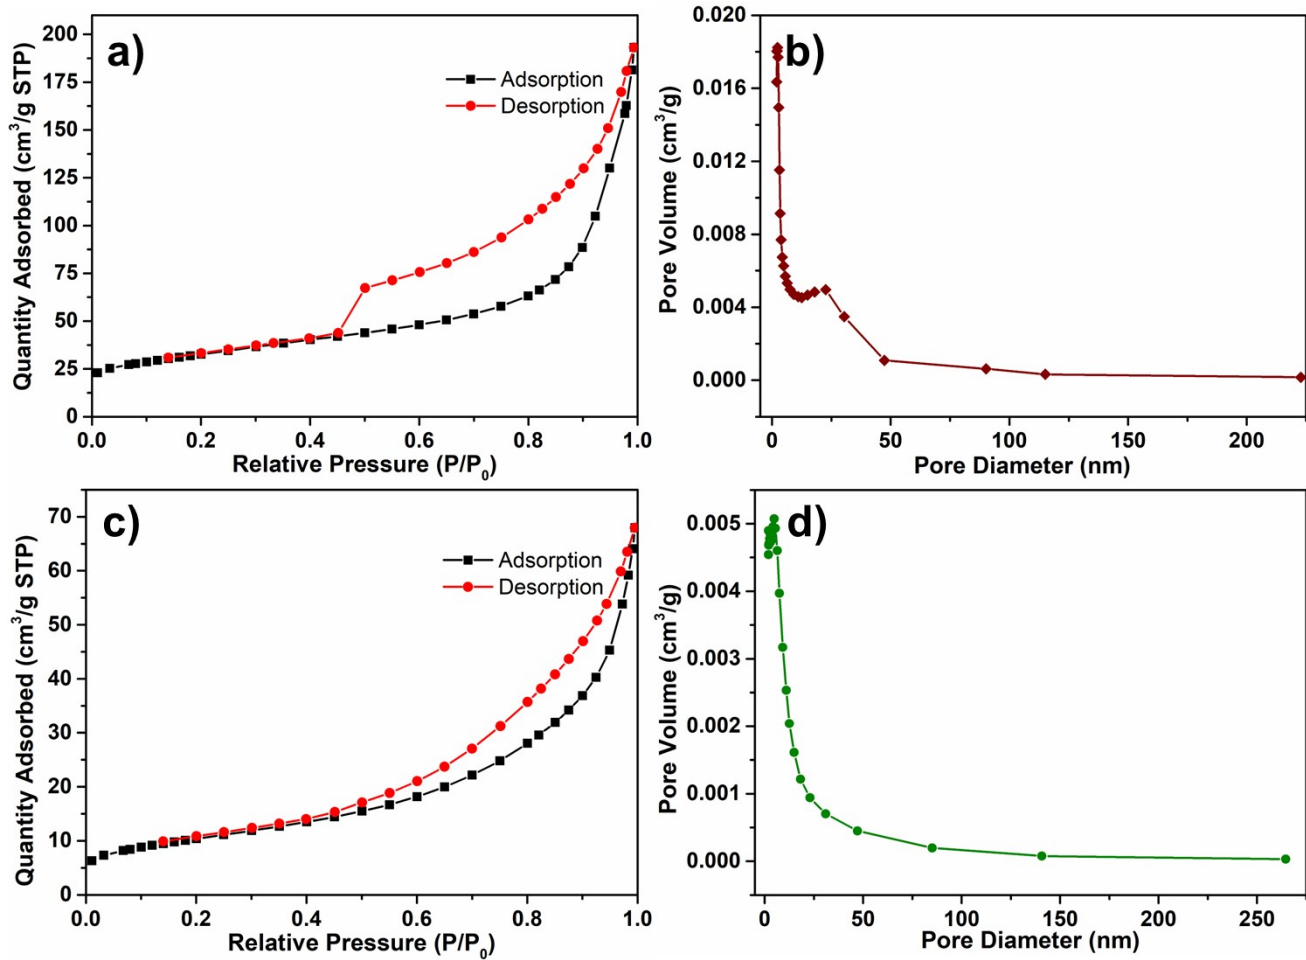 a)
Quantity Adsorbed (cm³/g STP)
200
175
150
125
100
75
50
25
0
Adsorption
Desorption
0.0 0.2 0.4 0.6 0.8 1.0
Relative Pressure (P/P₀)
b)
Pore Volume (cm³/g)
0.020
0.016
0.012
0.008
0.004
0.000
0 50 100 150 200
Pore Diameter (nm)
c)
Quantity Adsorbed (cm³/g STP)
70
60
50
40
30
20
10
0
Adsorption
Desorption
0.0 0.2 0.4 0.6 0.8 1.0
Relative Pressure (P/P₀)
d)
Pore Volume (cm³/g)
0.005
0.004
0.003
0.002
0.001
0.000
0 50 100 150 200 250
Pore Diameter (nm)